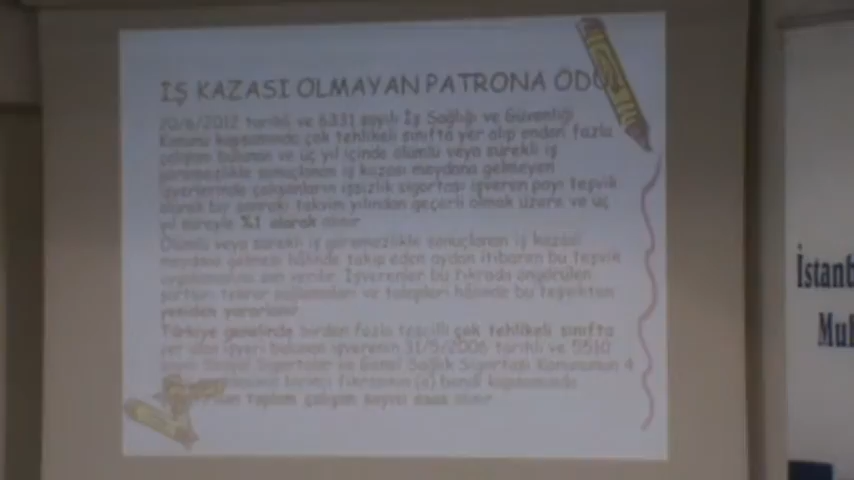 İŞ KAZASI OLMAYAN PATRONA ÖDÜL
20/6/2012 tarihli ve 6331 sayılı İş Sağlığı ve Güvenliği
Kanunu kapsamında çok tehlikeli sınıfta yer alıp ondan fazla
çalışan bulunan ve üç yıl içinde ölümlü veya sürekli iş
göremezlikle sonuçlanan iş kazası meydana gelmeyen
işyerlerinde çalışanların işsizlik sigortası işveren payı teşvik
olarak bir sonraki takvim yılından geçerli olmak üzere ve üç
yıl süreyle %1 olarak alınır.
Ölümlü veya sürekli iş göremezlikle sonuçlanan iş kazası
meydana gelmesi hâlinde takip eden aydan itibaren bu teşvik
uygulamasına son verilir. İşverenler bu fıkrada öngörülen
şartları tekrar sağlamaları ve talepleri hâlinde bu teşvikten
yeniden yararlanır.
Türkiye genelinde birden fazla tescilli çok tehlikeli sınıfta
yer alan işyeri bulunan işverenin 31/5/2006 tarihli ve 5510
sayılı Sosyal Sigortalar ve Genel Sağlık Sigortası Kanununun 4
birinci fıkrasının (a) bendi kapsamında
toplam çalışan sayısı esas alınır.
İstanb
Mu